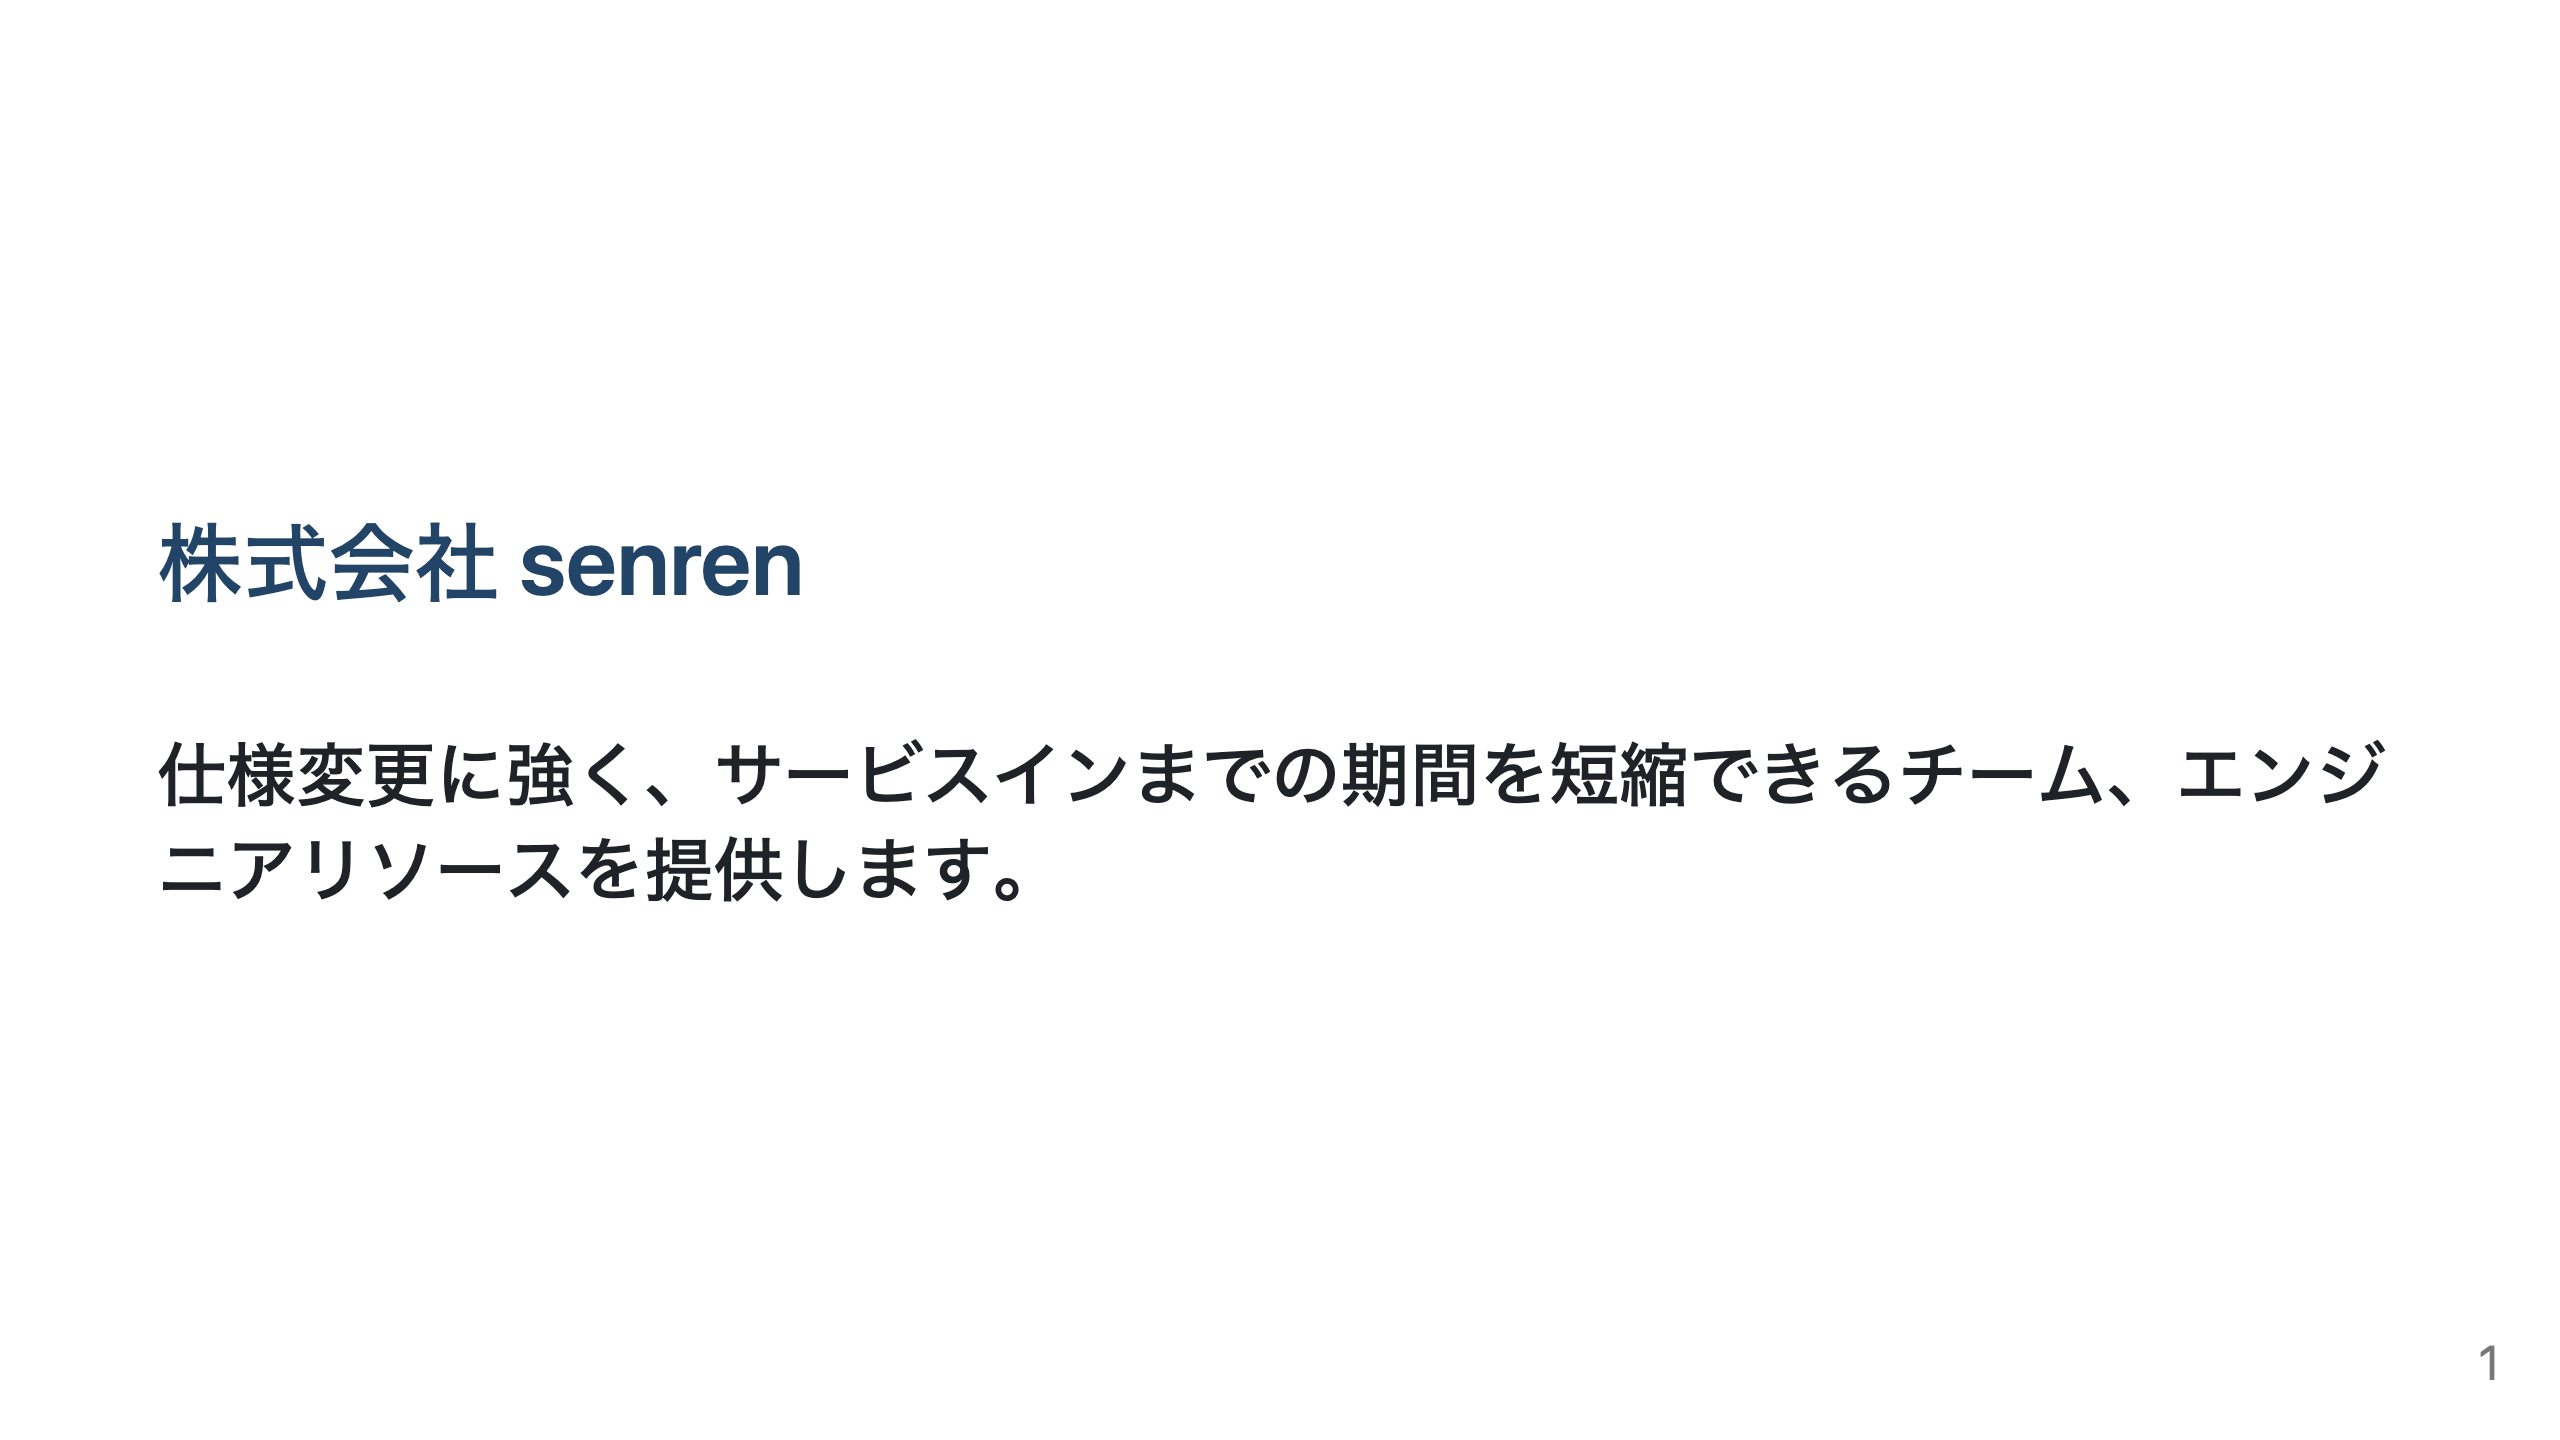 株式会社 senren
仕様変更に強く、サービスインまでの期間を短縮できるチーム、エンジ
ニアリソースを提供します。
1